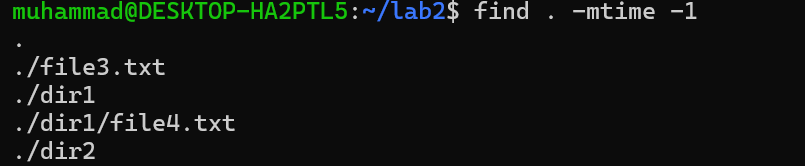 muhammad@DESKTOP-HA2PTL5:~/lab2$ find . -mtime -1
.
./file3.txt
./dir1
./dir1/file4.txt
./dir2